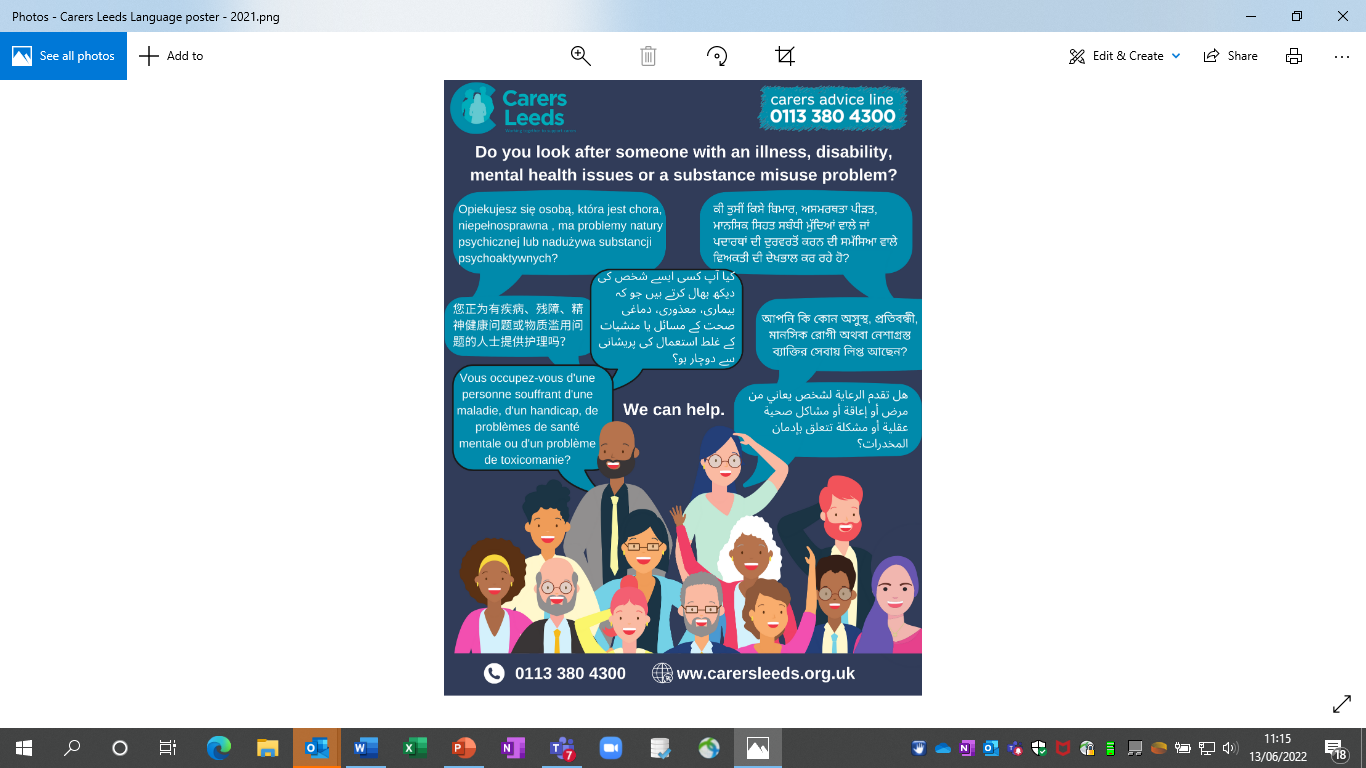 Photos - Carers Leeds Language poster - 2021.png
See all photos
Add to
Edit & Create
Share
Carers
Leeds
carers advice line
0113 380 4300
Do you look after someone with an illness, disability,
mental health issues or a substance misuse problem?
Opiekujesz się osobą, która jest chora,
niepełnosprawna , ma problemy natury
psychicznej lub nadużywa substancji
psychoaktywnych?
ਕੀ ਤੁਸੀਂ ਕਿਸੇ ਬਿਮਾਰ, ਅਸਮਰਥਤਾ ਪੀੜਤ,
ਮਾਨਸਿਕ ਸਿਹਤ ਸਬੰਧੀ ਮੁੱਦਿਆਂ ਵਾਲੇ ਜਾਂ
ਪਦਾਰਥਾਂ ਦੀ ਦੁਰਵਰਤੋਂ ਕਰਨ ਦੀ ਸਮੱਸਿਆ ਵਾਲੇ
ਵਿਅਕਤੀ ਦੀ ਦੇਖਭਾਲ ਕਰ ਰਹੇ ਹੋ?
کیا آپ کسی ایسے شخص کی
دیکھ بھال کرتے ہیں جو کہ
بیماری، معذوری، دماغی
صحت کے مسائل یا منشیات
کے غلط استعمال کی پریشانی
سے دوچار ہو؟
您正为有疾病、残障、精
神健康问题或物质滥用问
题的人士提供护理吗？
আপনি কি কোন অসুস্থ, প্রতিবন্ধী,
মানসিক রোগী অথবা নেশাগ্রস্ত
ব্যাক্তির সেবায় লিপ্ত আছেন?
Vous occupez-vous d'une
personne souffrant d'une
maladie, d'un handicap, de
problèmes de santé
mentale ou d'un problème
de toxicomanie?
We can help.
هل تقدم الرعاية لشخص يعاني من
مرض أو إعاقة أو مشاكل صحية
عقلية أو مشكلة تتعلق بإدمان
المخدرات؟
0113 380 4300
ww.carersleeds.org.uk
7
11:15
13/06/2022
18